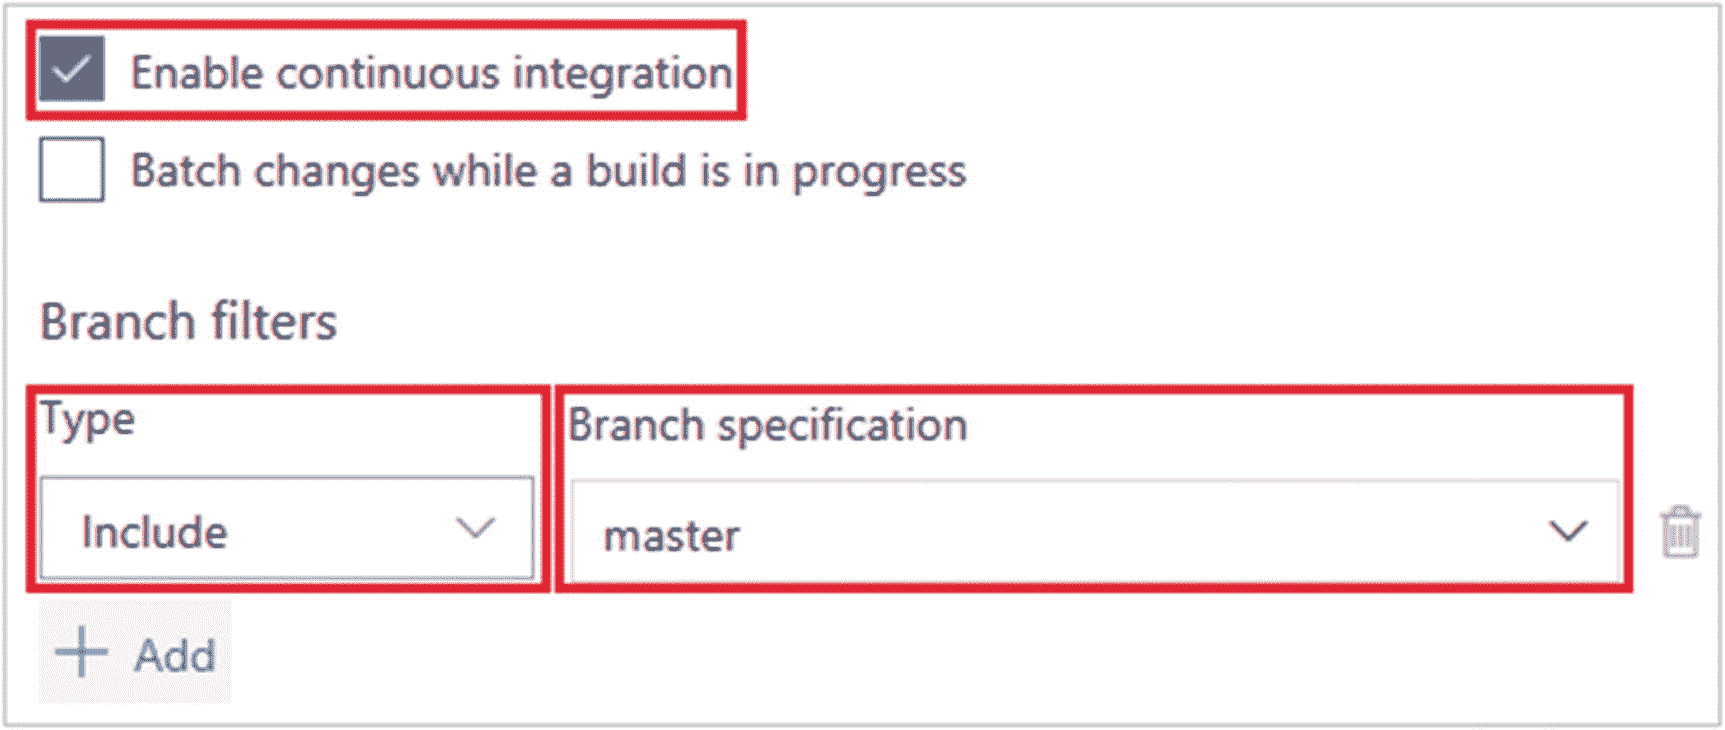 Enable continuous integration
Batch changes while a build is in progress
Branch filters
Type
Branch specification
Include
master
Add